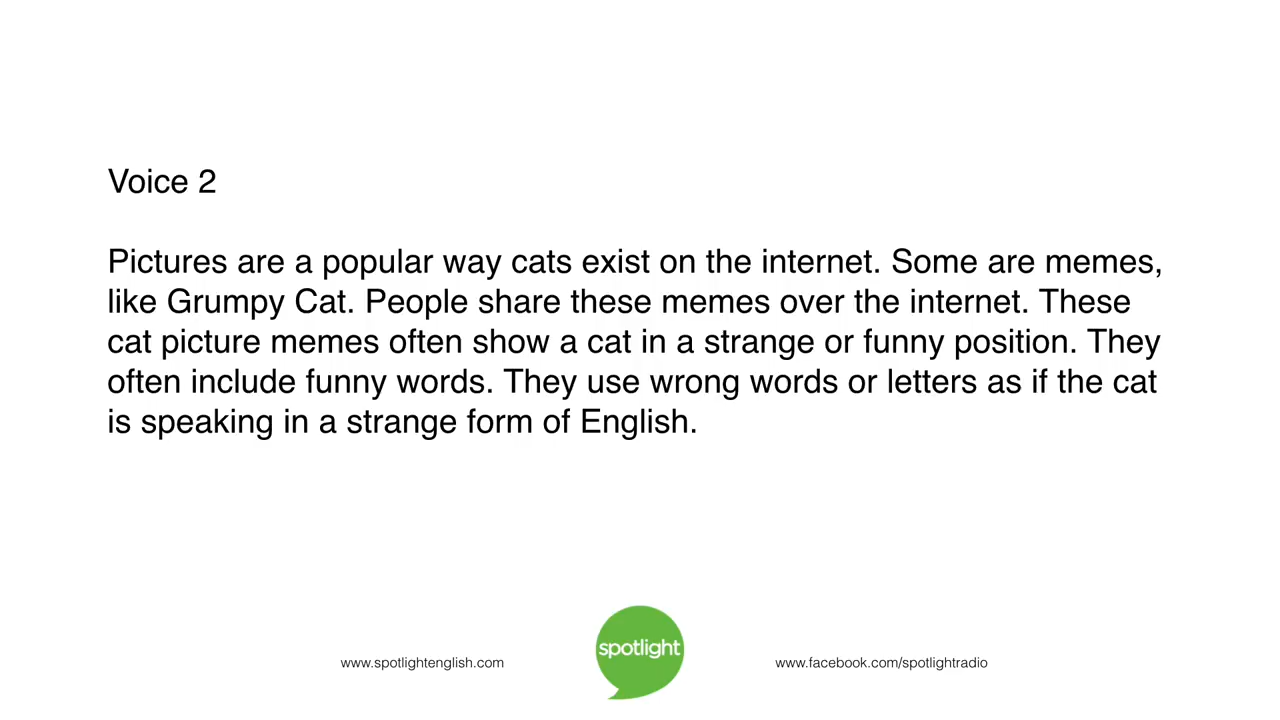 Voice 2
Pictures are a popular way cats exist on the internet. Some are memes,
like Grumpy Cat. People share these memes over the internet. These
cat picture memes often show a cat in a strange or funny position. They
often include funny words. They use wrong words or letters as if the cat
is speaking in a strange form of English.
www.spotlightenglish.com
spotlight
www.facebook.com/spotlightradio